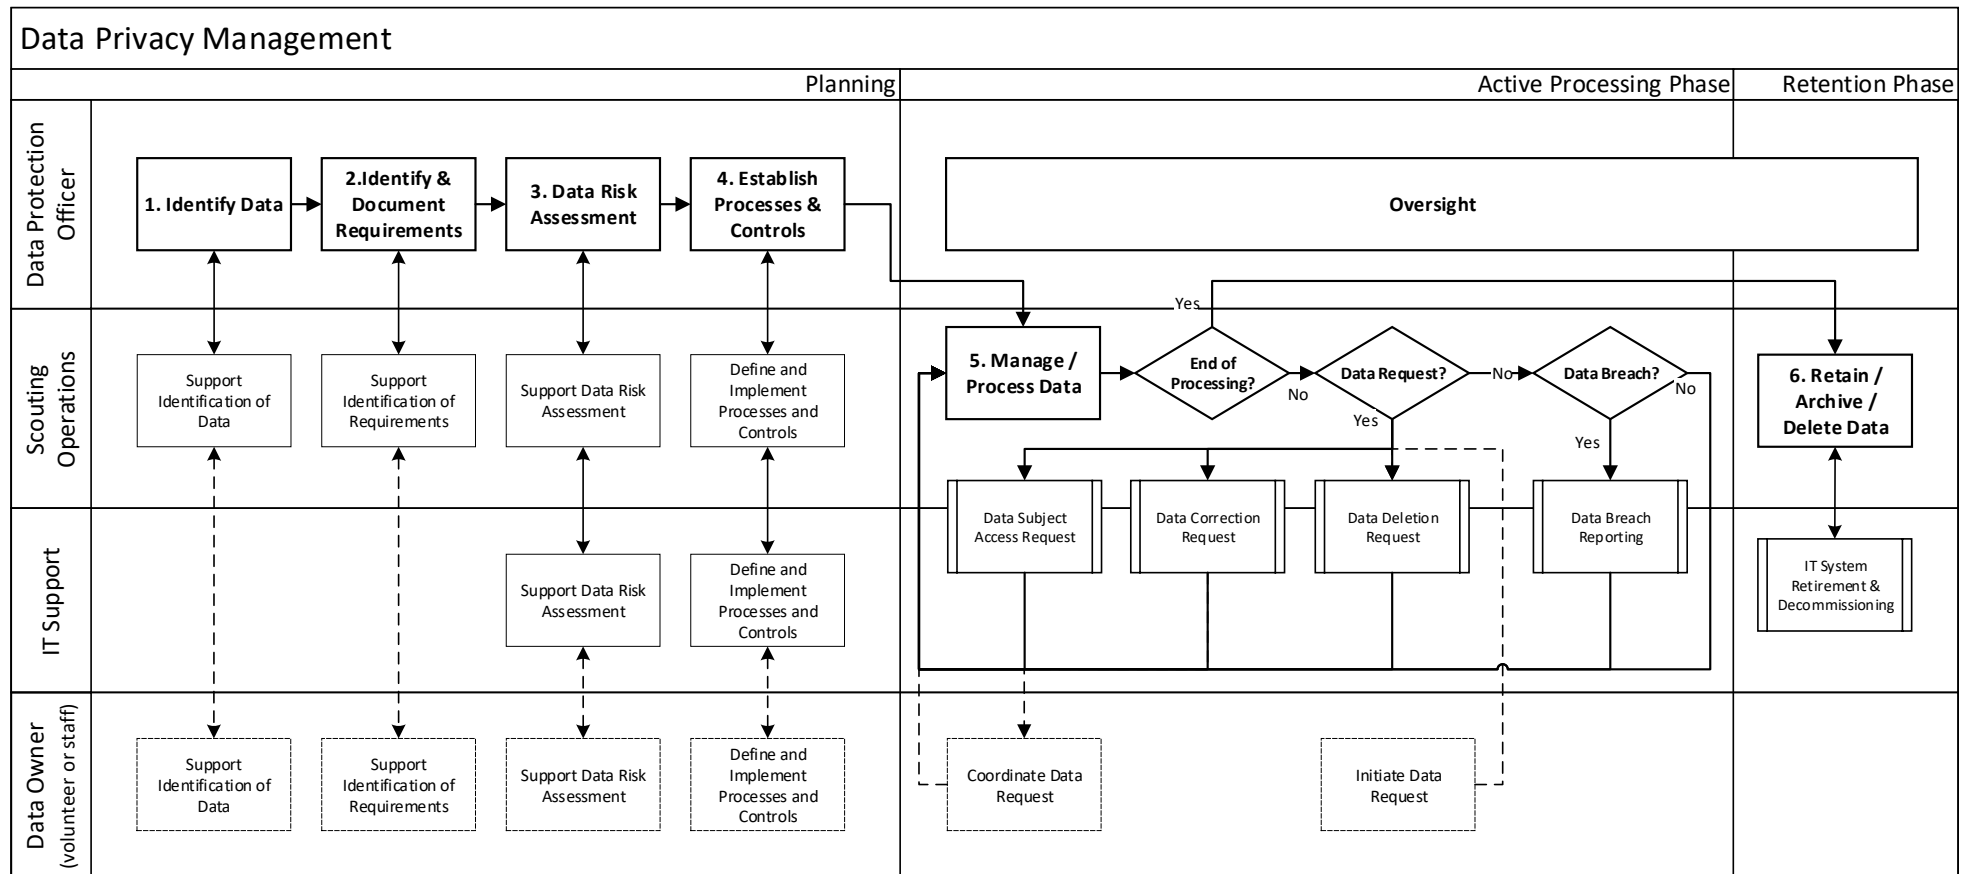 Data Privacy Management
Planning
Active Processing Phase
Retention Phase
Data Protection
Officer
1. Identify Data
2.Identify &
Document
Requirements
3. Data Risk
Assessment
4. Establish
Processes &
Controls
Oversight
Scouting
Operations
Support
Identification of
Data
Support
Identification of
Requirements
Support Data Risk
Assessment
Define and
Implement
Processes and
Controls
5. Manage /
Process Data
End of
Processing?
Yes
No
Data Request?
Yes
No
Data Breach?
No
Yes
6. Retain /
Archive /
Delete Data
Data Subject
Access Request
Data Correction
Request
Data Deletion
Request
Data Breach
Reporting
IT Support
Support Data Risk
Assessment
Define and
Implement
Processes and
Controls
IT System
Retirement &
Decommissioning
Data Owner
(volunteer or staff)
Support
Identification of
Data
Support
Identification of
Requirements
Support Data Risk
Assessment
Define and
Implement
Processes and
Controls
Coordinate Data
Request
Initiate Data
Request